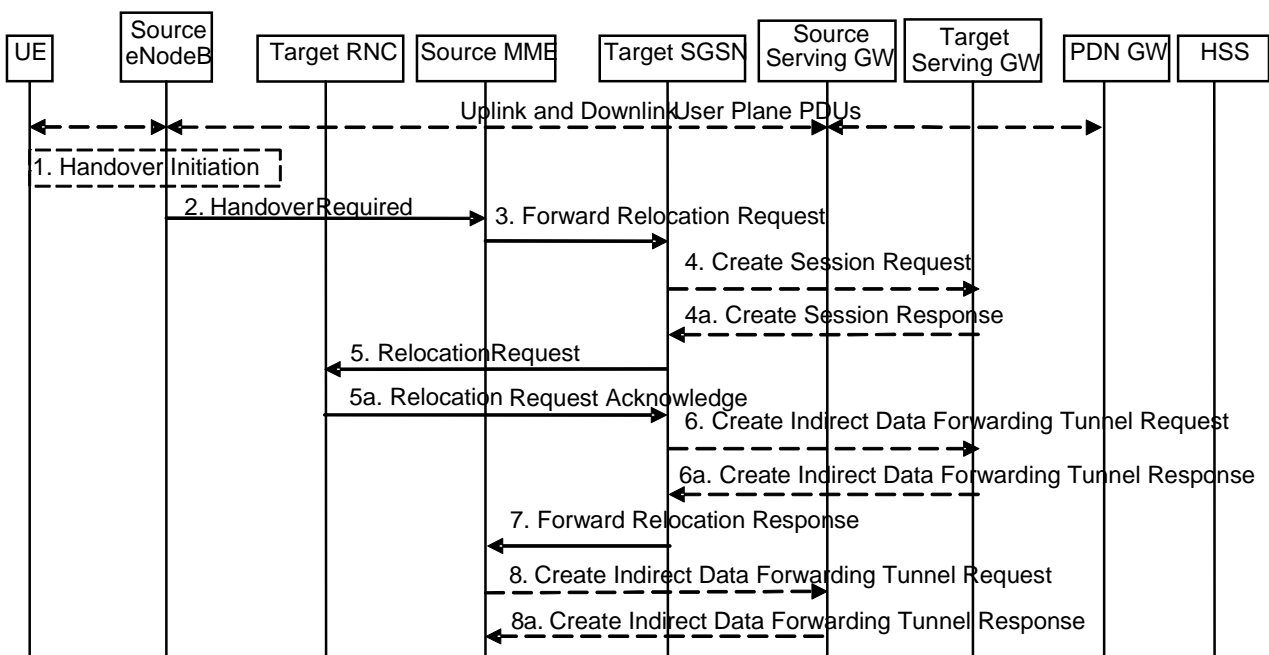 UE
Source
eNodeB
Target RNC
Source MME
Target SGSN
Source
Serving GW
Target
Serving GW
PDN GW
HSS
Uplink and Downlink User Plane PDUs
1. Handover Initiation
2. Handover Required
3. Forward Relocation Request
4. Create Session Request
4a. Create Session Response
5. Relocation Request
5a. Relocation Request Acknowledge
6. Create Indirect Data Forwarding Tunnel Request
6a. Create Indirect Data Forwarding Tunnel Response
7. Forward Relocation Response
8. Create Indirect Data Forwarding Tunnel Request
8a. Create Indirect Data Forwarding Tunnel Response